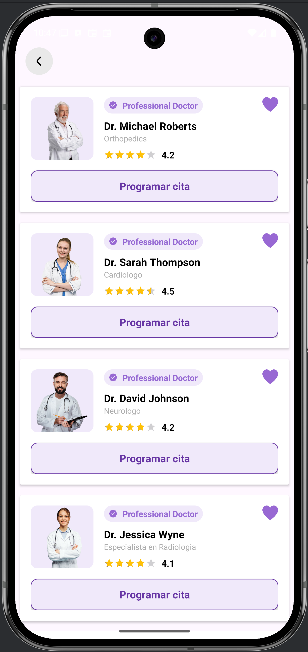 Professional Doctor
Dr. Michael Roberts
Orthopedics
4.2
Programar cita
Professional Doctor
Dr. Sarah Thompson
Cardiologo
4.5
Programar cita
Professional Doctor
Dr. David Johnson
Neurologo
4.2
Programar cita
Professional Doctor
Dr. Jessica Wyne
Especialista en Radiologia
4.1
Programar cita